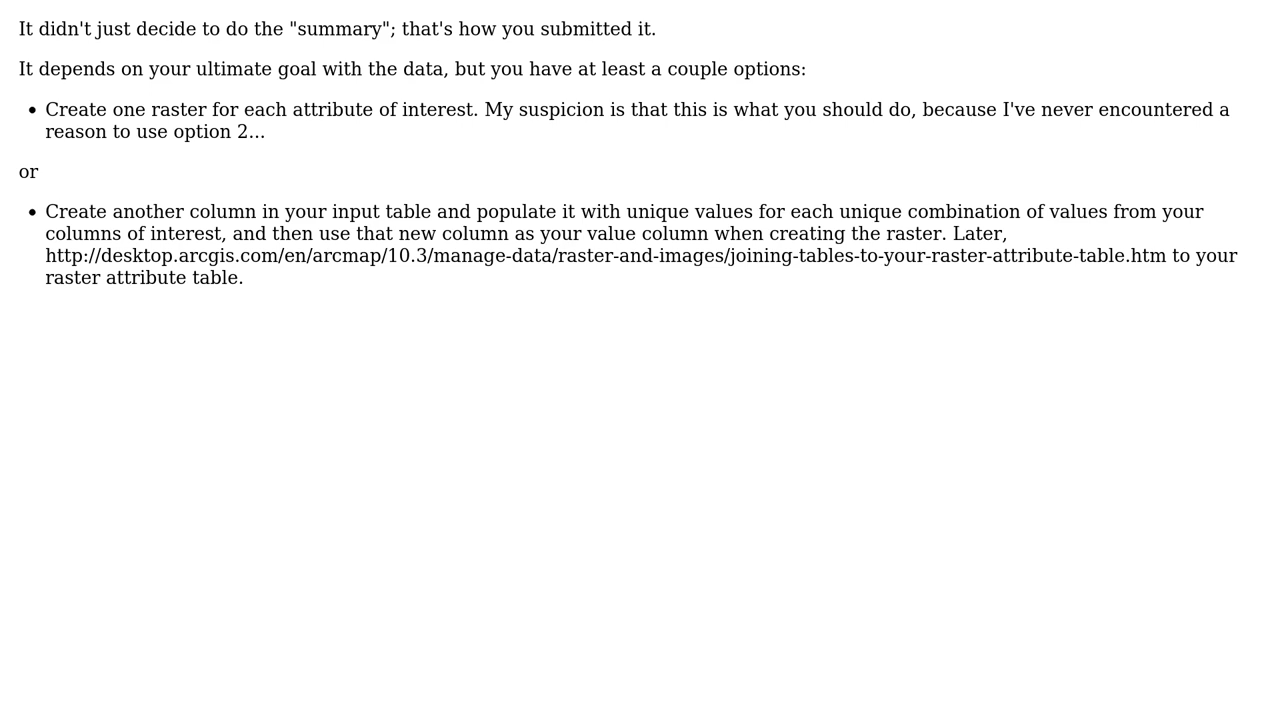 It didn't just decide to do the "summary"; that's how you submitted it.
It depends on your ultimate goal with the data, but you have at least a couple options:
• Create one raster for each attribute of interest. My suspicion is that this is what you should do, because I've never encountered a
reason to use option 2...
or
• Create another column in your input table and populate it with unique values for each unique combination of values from your
columns of interest, and then use that new column as your value column when creating the raster. Later,
http://desktop.arcgis.com/en/arcmap/10.3/manage-data/raster-and-images/joining-tables-to-your-raster-attribute-table.htm to your
raster attribute table.